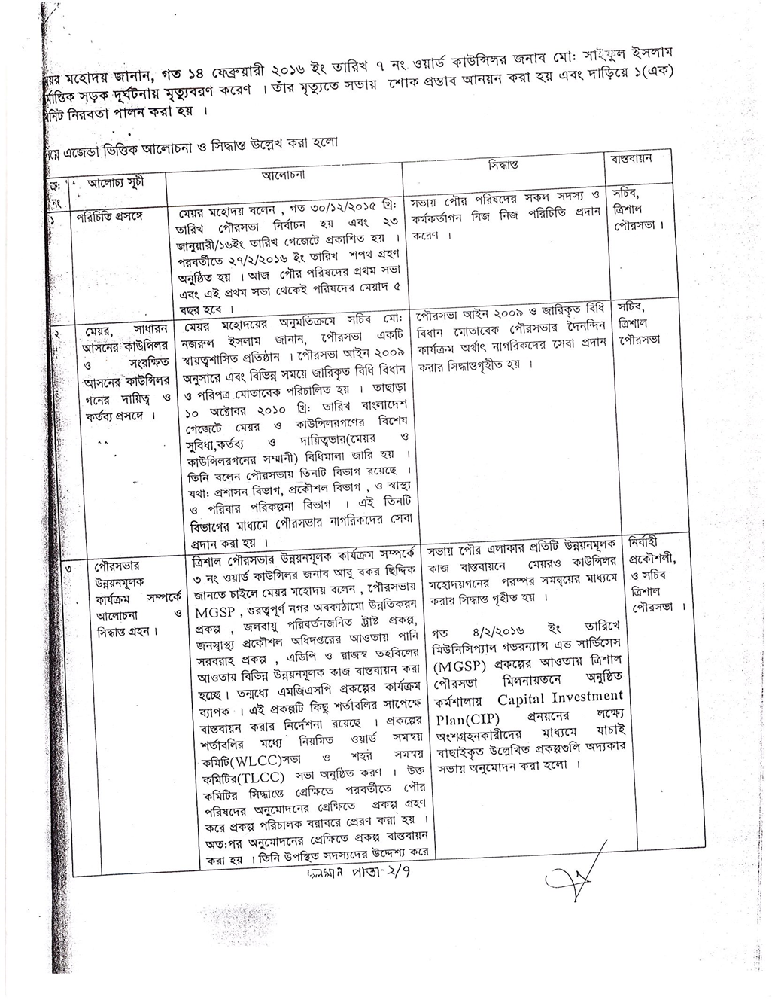 মেয়র মহোদয় জানান, গত ১৪ ফেব্রুয়ারী ২০১৬ ইং তারিখ ৭ নং ওয়ার্ড কাউন্সিলর জনাব মো: সাইফুল ইসলাম
সড়ক দূর্ঘটনায় মৃত্যুবরণ করেণ । তাঁর মৃত্যুতে সভায় শোক প্রস্তাব আনয়ন করা হয় এবং দাড়িয়ে ১(এক)
মিনিট নিরবতা পালন করা হয় ।
নিম্নে এজেন্ডা ভিত্তিক আলোচনা ও সিদ্ধান্ত উল্লেখ করা হলো
ক্র: নং
আলোচ্য সূচী
আলোচনা
সিদ্ধান্ত
বাস্তবায়ন
১
পরিচিতি প্রসঙ্গে
মেয়র মহোদয় বলেন , গত ৩০/১২/২০১৫ খ্রি:
তারিখ পৌরসভা নির্বাচন হয় এবং ২৩
জানুয়ারী/১৬ইং তারিখ গেজেটে প্রকাশিত হয় ।
পরবর্তীতে ২৭/২/২০১৬ ইং তারিখ শপথ গ্রহণ
অনুষ্ঠিত হয় । আজ পৌর পরিষদের প্রথম সভা
এবং এই প্রথম সভা থেকেই পরিষদের মেয়াদ ৫
বছর হবে ।
সভায় পৌর পরিষদের সকল সদস্য ও
কর্মকর্তাগন নিজ নিজ পরিচিতি প্রদান
করেণ ।
সচিব,
ত্রিশাল
পৌরসভা ।
২
মেয়র, সাধারন
আসনের কাউন্সিলর
ও সংরক্ষিত
আসনের কাউন্সিলর
গনের দায়িত্ব ও
কর্তব্য প্রসঙ্গে ।
মেয়র মহোদয়ের অনুমতিক্রমে সচিব মো:
নজরুল ইসলাম জানান, পৌরসভা একটি
স্বায়ত্বশাসিত প্রতিষ্ঠান । পৌরসভা আইন ২০০৯
অনুসারে এবং বিভিন্ন সময়ে জারিকৃত বিধি বিধান
ও পরিপত্র মোতাবেক পরিচালিত হয় । তাছাড়া
১০ অক্টোবর ২০১০ খ্রি: তারিখ বাংলাদেশ
গেজেটে মেয়র ও কাউন্সিলরগণের বিশেষ
সুবিধা,কর্তব্য ও দায়িত্বভার(মেয়র ও
কাউন্সিলরগনের সম্মানী) বিধিমালা জারি হয় ।
তিনি বলেন পৌরসভায় তিনটি বিভাগ রয়েছে ।
যথা: প্রশাসন বিভাগ, প্রকৌশল বিভাগ , ও স্বাস্থ্য
ও পরিবার পরিকল্পনা বিভাগ । এই তিনটি
বিভাগের মাধ্যমে পৌরসভার নাগরিকদের সেবা
প্রদান করা হয় ।
পৌরসভা আইন ২০০৯ ও জারিকৃত বিধি
বিধান মোতাবেক পৌরসভার দৈনন্দিন
কার্যক্রম অর্থাৎ নাগরিকদের সেবা প্রদান
করার সিদ্ধান্তগৃহীত হয় ।
সচিব,
ত্রিশাল
পৌরসভা
৩
পৌরসভার
উন্নয়নমূলক
কার্যক্রম সম্পর্কে
আলোচনা ও
সিদ্ধান্ত গ্রহন ।
ত্রিশাল পৌরসভার উন্নয়নমূলক কার্যক্রম সম্পর্কে
৩ নং ওয়ার্ড কাউন্সিলর জনাব আবু বকর ছিদ্দিক
জানতে চাইলে মেয়র মহোদয় বলেন , পৌরসভায়
MGSP , গুরত্বপূর্ণ নগর অবকাঠামো উন্নতিকরন
প্রকল্প , জলবায়ু পরিবর্তনজনিত ট্রাষ্ট প্রকল্প,
জনস্বাস্থ্য প্রকৌশল অধিদপ্তরের আওতায় পানি
সরবরাহ প্রকল্প , এডিপি ও রাজস্ব তহবিলের
আওতায় বিভিন্ন উন্নয়নমূলক কাজ বাস্তবায়ন করা
হচ্ছে। তন্মধ্যে এমজিএসপি প্রকল্পের কার্যক্রম
ব্যাপক । এই প্রকল্পটি কিছু শর্তাবলির সাপেক্ষে
বাস্তবায়ন করার নির্দেশনা রয়েছে । প্রকল্পের
শর্তাবলির মধ্যে নিয়মিত ওয়ার্ড সমন্বয়
কমিটি(WLCC)সভা ও শহর সমন্বয়
কমিটির(TLCC) সভা অনুষ্ঠিত করণ । উক্ত
কমিটির সিদ্ধান্তে প্রেক্ষিতে পরবর্তীতে পৌর
পরিষদের অনুমোদনের প্রেক্ষিতে প্রকল্প গ্রহণ
করে প্রকল্প পরিচালক বরাবরে প্রেরণ করা হয় ।
অত:পর অনুমোদনের প্রেক্ষিতে প্রকল্প বাস্তবায়ন
করা হয় । তিনি উপস্থিত সদস্যদের উদ্দেশ্য করে
সভায় পৌর এলাকার প্রতিটি উন্নয়নমূলক
কাজ বাস্তবায়নে মেয়রও কাউন্সিলর
মহোদয়গনের পরষ্পর সমন্বয়ের মাধ্যমে
করার সিদ্ধান্ত গৃহীত হয় ।
গত ৪/২/২০১৬ ইং তারিখে
মিউনিসিপ্যাল গভরন্যান্স এন্ড সার্ভিসেস
(MGSP) প্রকল্পের আওতায় ত্রিশাল
পৌরসভা মিলনায়তনে অনুষ্ঠিত
কর্মশালায় Capital Investment
Plan(CIP) প্রনয়নের লক্ষ্যে
অংশগ্রহনকারীদের মাধ্যমে যাচাই
বাছাইকৃত উল্লেখিত প্রকল্পগুলি অদ্যকার
সভায় অনুমোদন করা হলো ।
নির্বাহী
প্রকৌশলী,
ও সচিব
ত্রিশাল
পৌরসভা ।
চলমান পাতা-২/৭